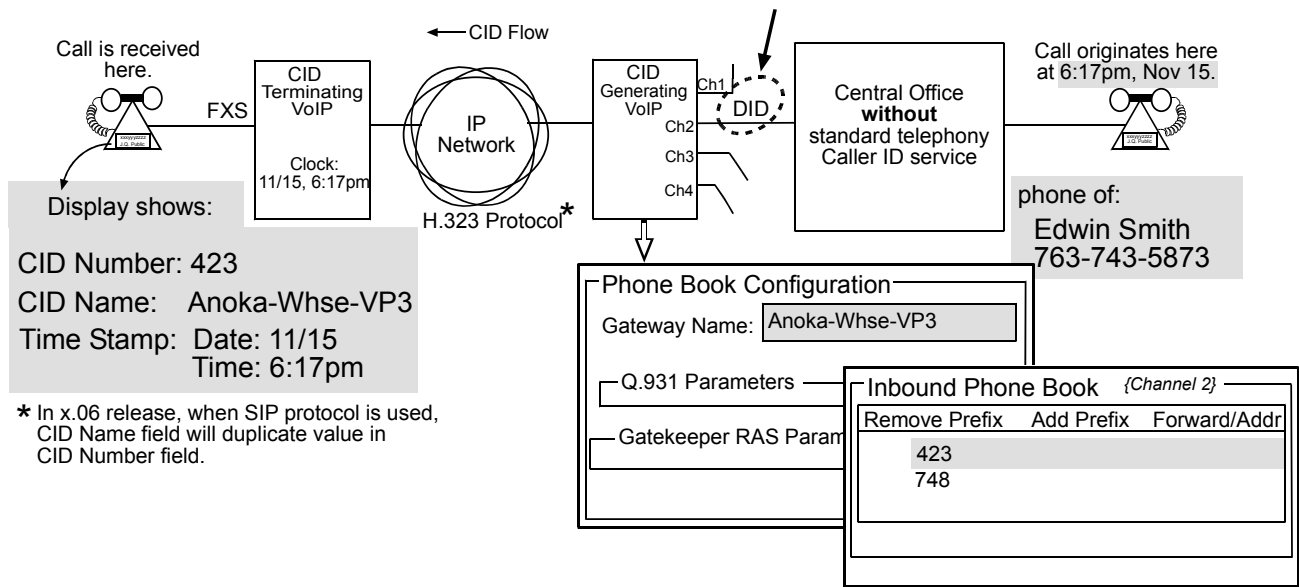 Call is received
here.
FXS
CID
Terminating
VoIP
Clock:
11/15, 6:17pm
CID Flow
IP
Network
H.323 Protocol*
CID
Generating
VoIP
Ch1
Ch2
Ch3
Ch4
DID
Central Office
without
standard telephony
Caller ID service
Call originates here
at 6:17pm, Nov 15.
phone of:
Edwin Smith
763-743-5873
xxxyyyzzzz
J.Q. Public
xxxyyyzzzz
J.Q. Public
Display shows:
CID Number: 423
CID Name: Anoka-Whse-VP3
Time Stamp: Date: 11/15
Time: 6:17pm
* In x.06 release, when SIP protocol is used,
CID Name field will duplicate value in
CID Number field.
Phone Book Configuration
Gateway Name: Anoka-Whse-VP3
Q.931 Parameters
Gatekeeper RAS Param
Inbound Phone Book {Channel 2}
Remove Prefix Add Prefix Forward/Addr
423
748